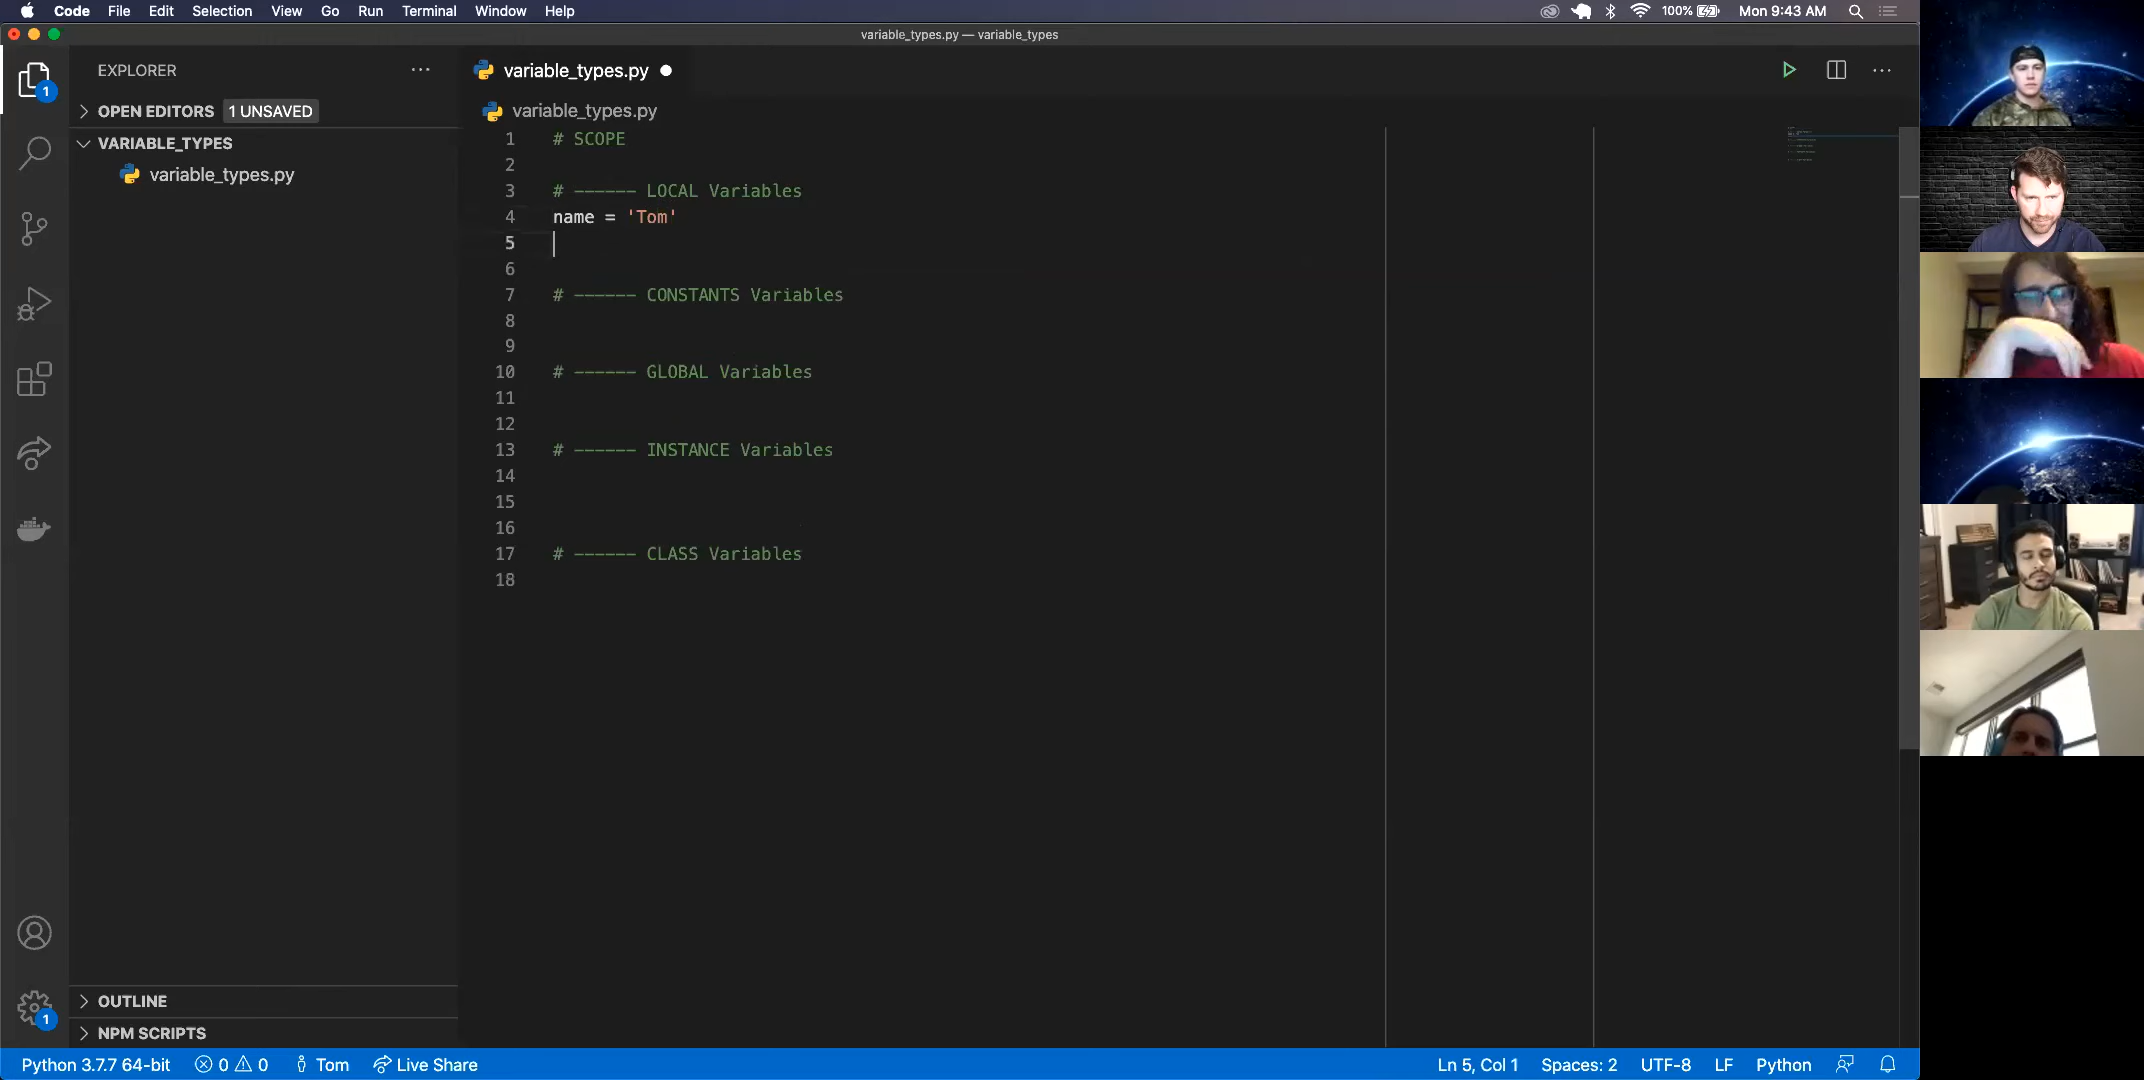 Code File Edit Selection View Go Run Terminal Window Help 100% Mon 9:43 AM
variable_types.py — variable_types
EXPLORER
OPEN EDITORS 1 UNSAVED
VARIABLE_TYPES
variable_types.py
variable_types.py
variable_types.py
1 # SCOPE
2
3 # ------ LOCAL Variables
4 name = 'Tom'
5
6
7 # ------ CONSTANTS Variables
8
9
10 # ------ GLOBAL Variables
11
12
13 # ------ INSTANCE Variables
14
15
16
17 # ------ CLASS Variables
18
1
1
OUTLINE
NPM SCRIPTS
Python 3.7.7 64-bit 0 0 Tom Live Share Ln 5, Col 1 Spaces: 2 UTF-8 LF Python